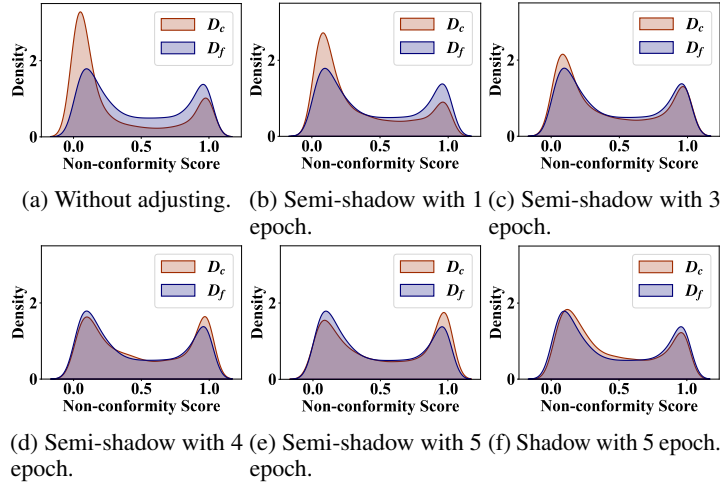 Density
2
0
D_c
D_f
0.0 0.5 1.0
Non-conformity Score
(a) Without adjusting.
Density
2
0
D_c
D_f
0.0 0.5 1.0
Non-conformity Score
(b) Semi-shadow with 1
epoch.
Density
2
0
D_c
D_f
0.0 0.5 1.0
Non-conformity Score
(c) Semi-shadow with 3
epoch.
Density
2
0
D_c
D_f
0.0 0.5 1.0
Non-conformity Score
(d) Semi-shadow with 4
epoch.
Density
2
0
D_c
D_f
0.0 0.5 1.0
Non-conformity Score
(e) Semi-shadow with 5
epoch.
Density
2
0
D_c
D_f
0.0 0.5 1.0
Non-conformity Score
(f) Shadow with 5 epoch.